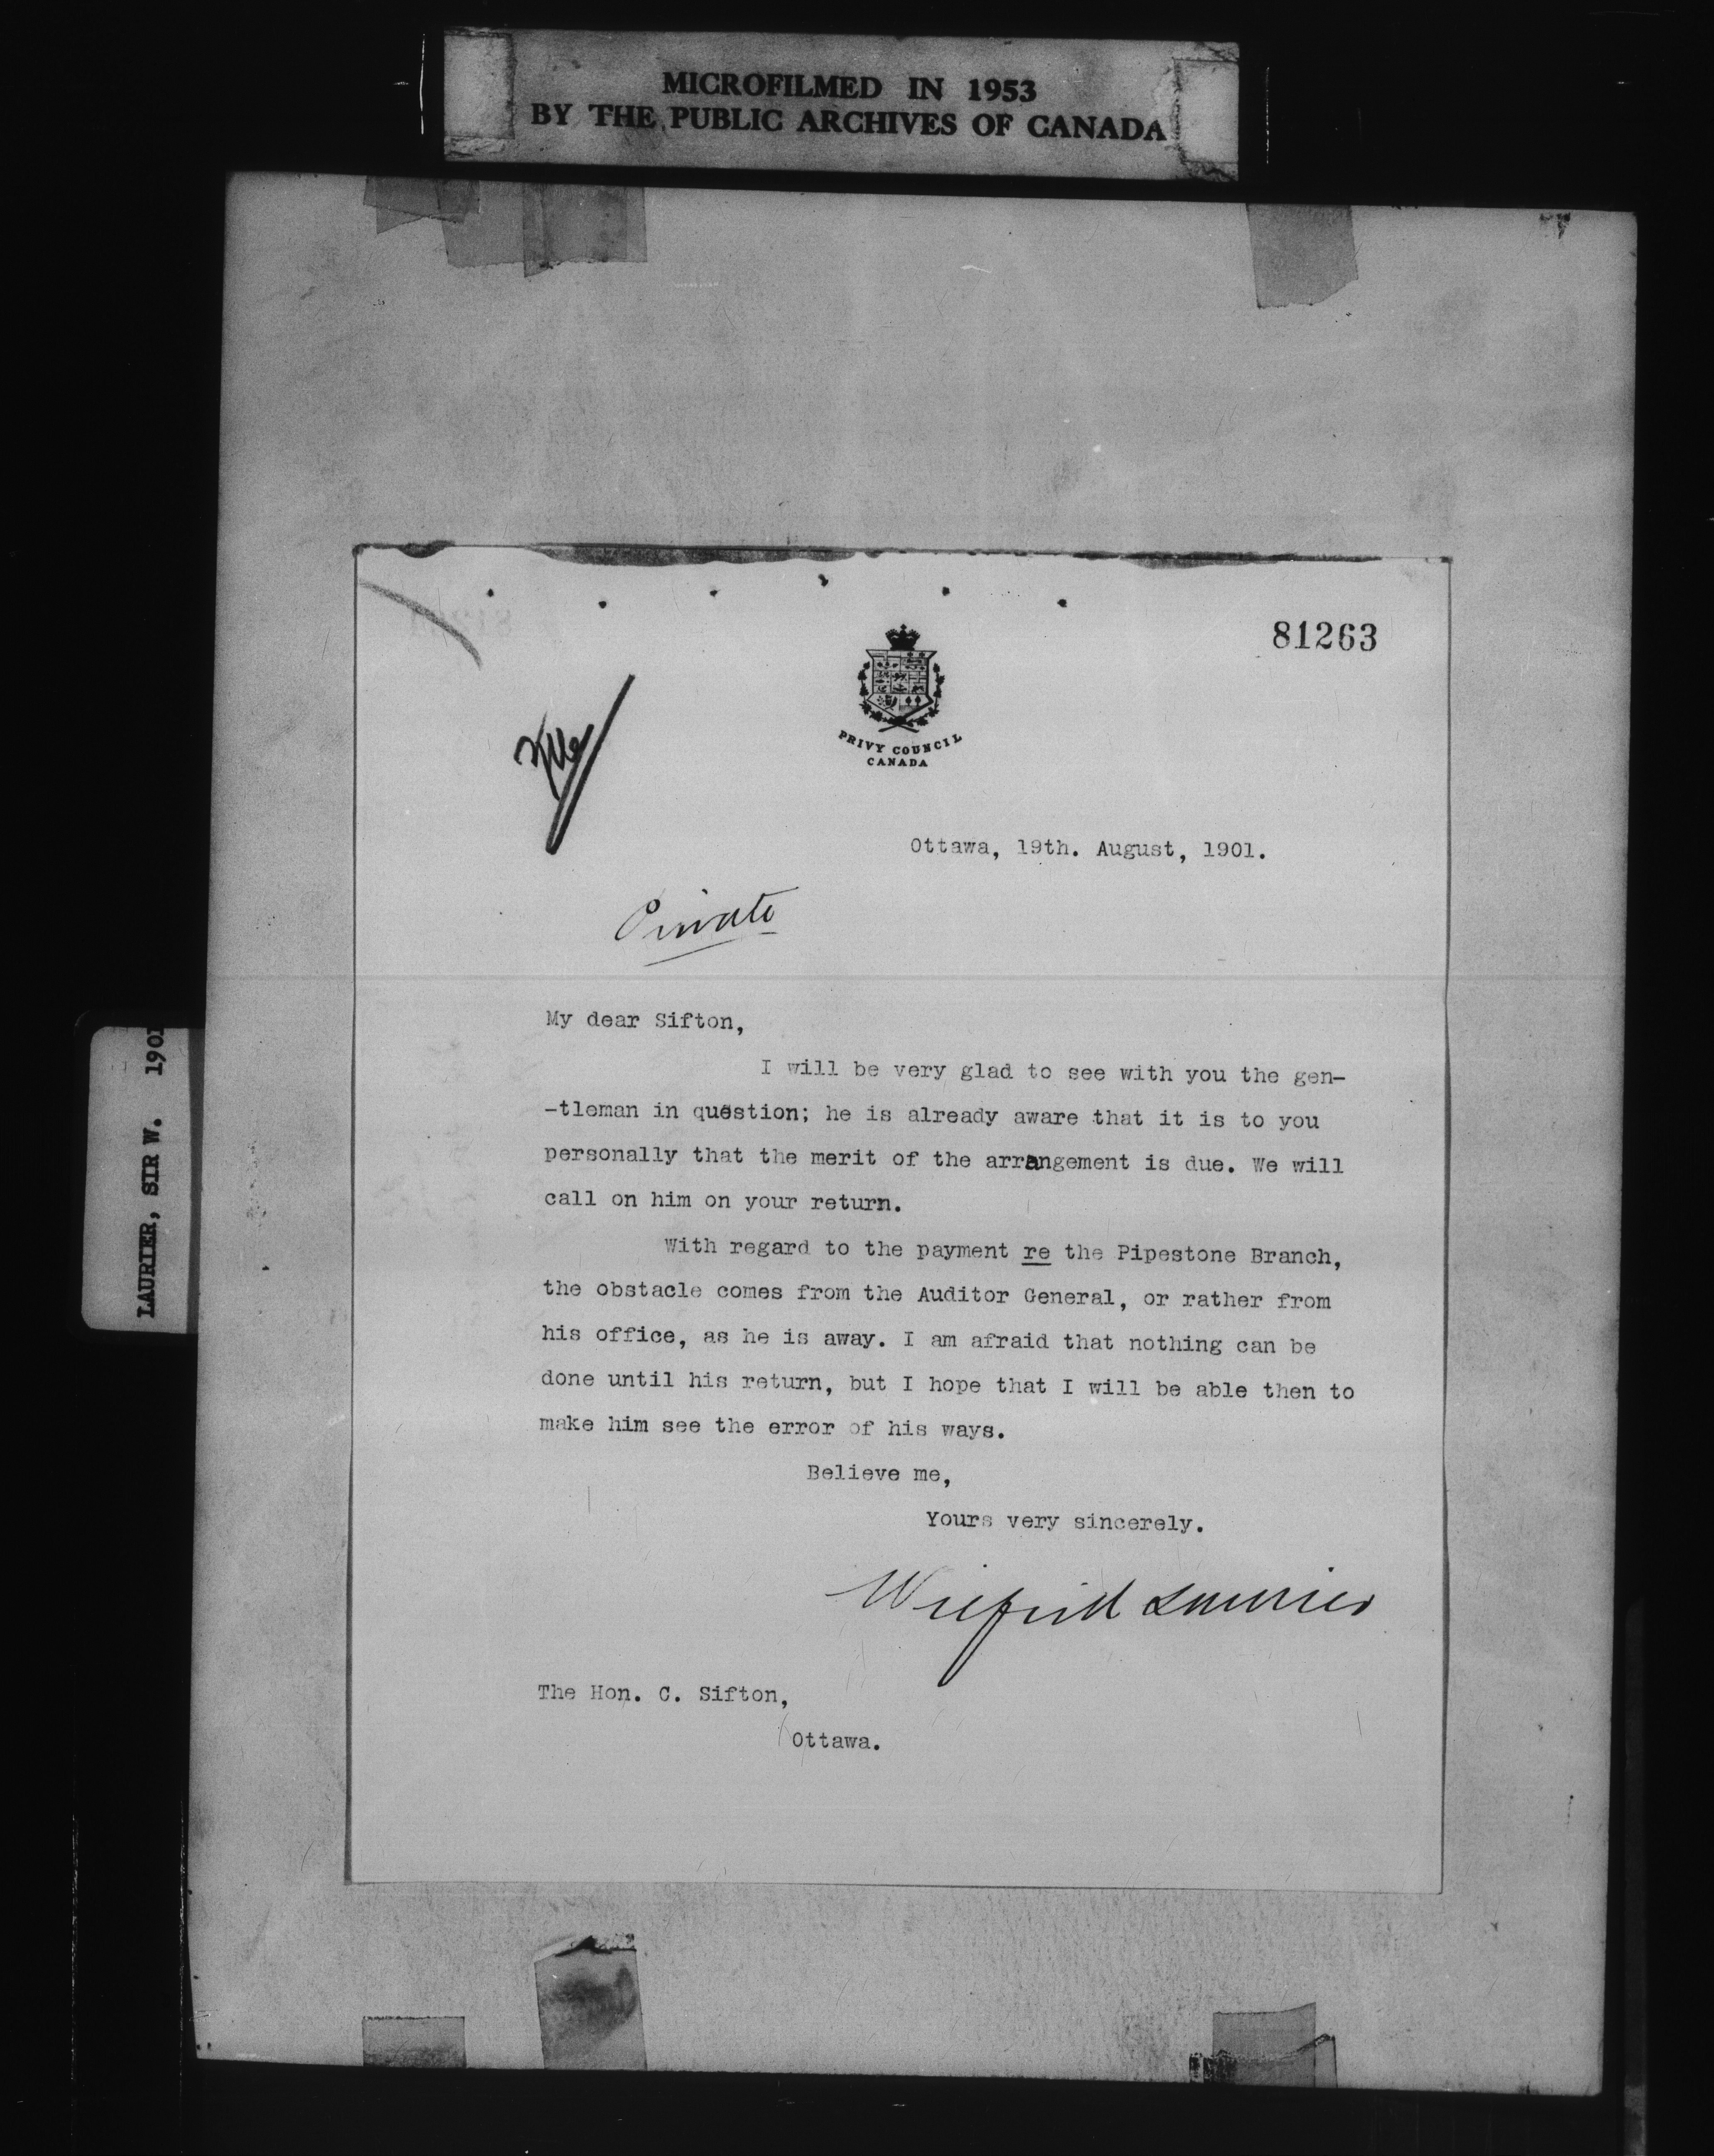 MICROFILMED IN 1953
BY THE PUBLIC ARCHIVES OF CANADA
81263
PRIVY COUNCIL
CANADA
Ottawa, 19th. August, 1901.
Private
My dear Sifton,
I will be very glad to see with you the gen-
-tleman in question; he is already aware that it is to you
personally that the merit of the arrangement is due. We will
call on him on your return.
With regard to the payment re the Pipestone Branch,
the obstacle comes from the Auditor General, or rather from
his office, as he is away. I am afraid that nothing can be
done until his return, but I hope that I will be able then to
make him see the error of his ways.
Believe me,
Yours very sincerely.
Wilfrid Laurier
The Hon. C. Sifton,
Ottawa.
LAURIER, SIR W. 1901